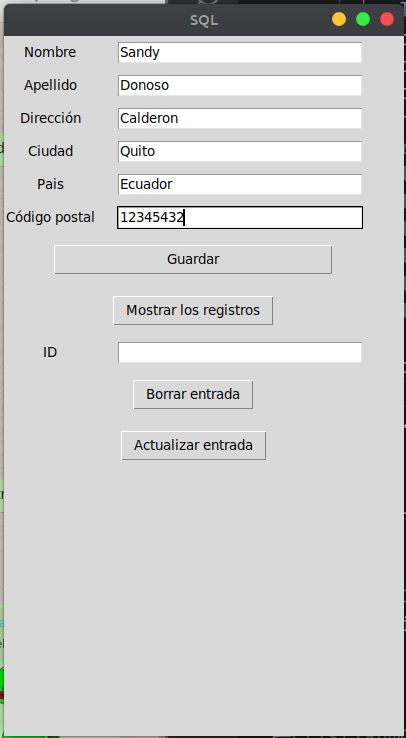 SQL
Nombre Sandy
Apellido Donoso
Dirección Calderon
Ciudad Quito
Pais Ecuador
Código postal 12345432
Guardar
Mostrar los registros
ID
Borrar entrada
Actualizar entrada